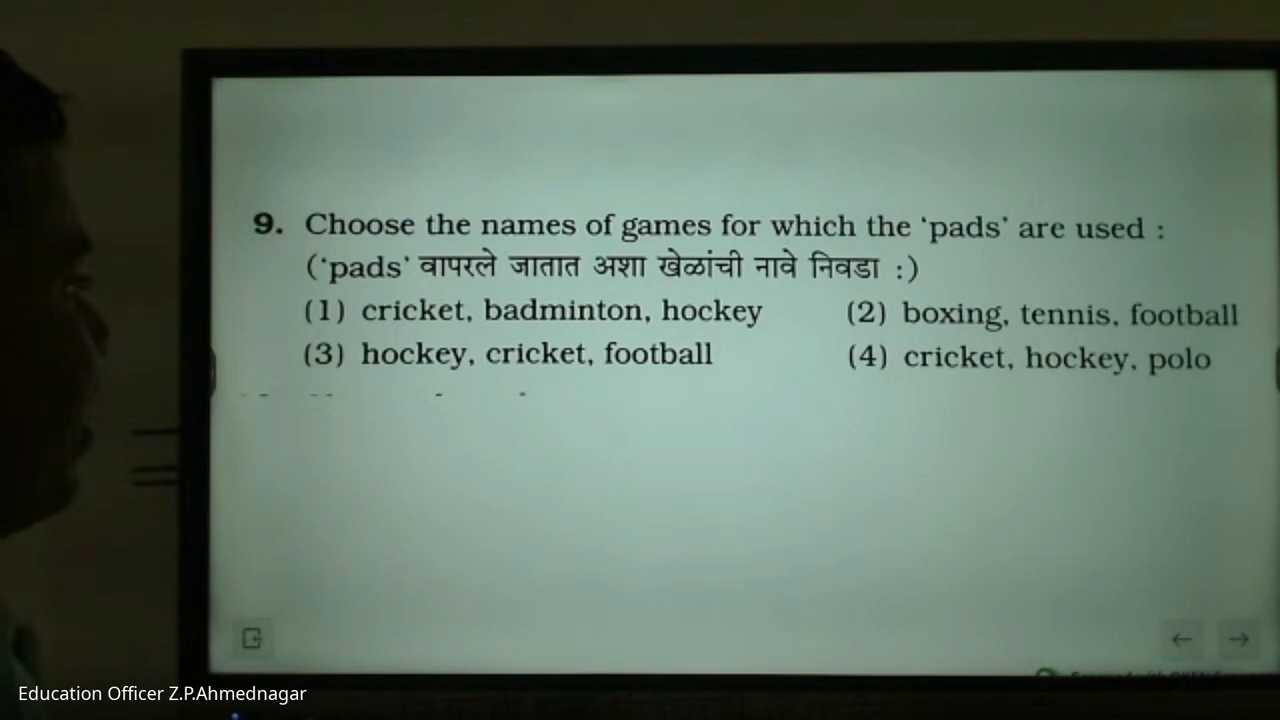 9. Choose the names of games for which the ‘pads’ are used :
(‘pads’ वापरले जातात अशा खेळांची नावे निवडा :)
(1) cricket, badminton, hockey (2) boxing, tennis, football
(3) hockey, cricket, football (4) cricket, hockey, polo
Education Officer Z.P.Ahmednagar